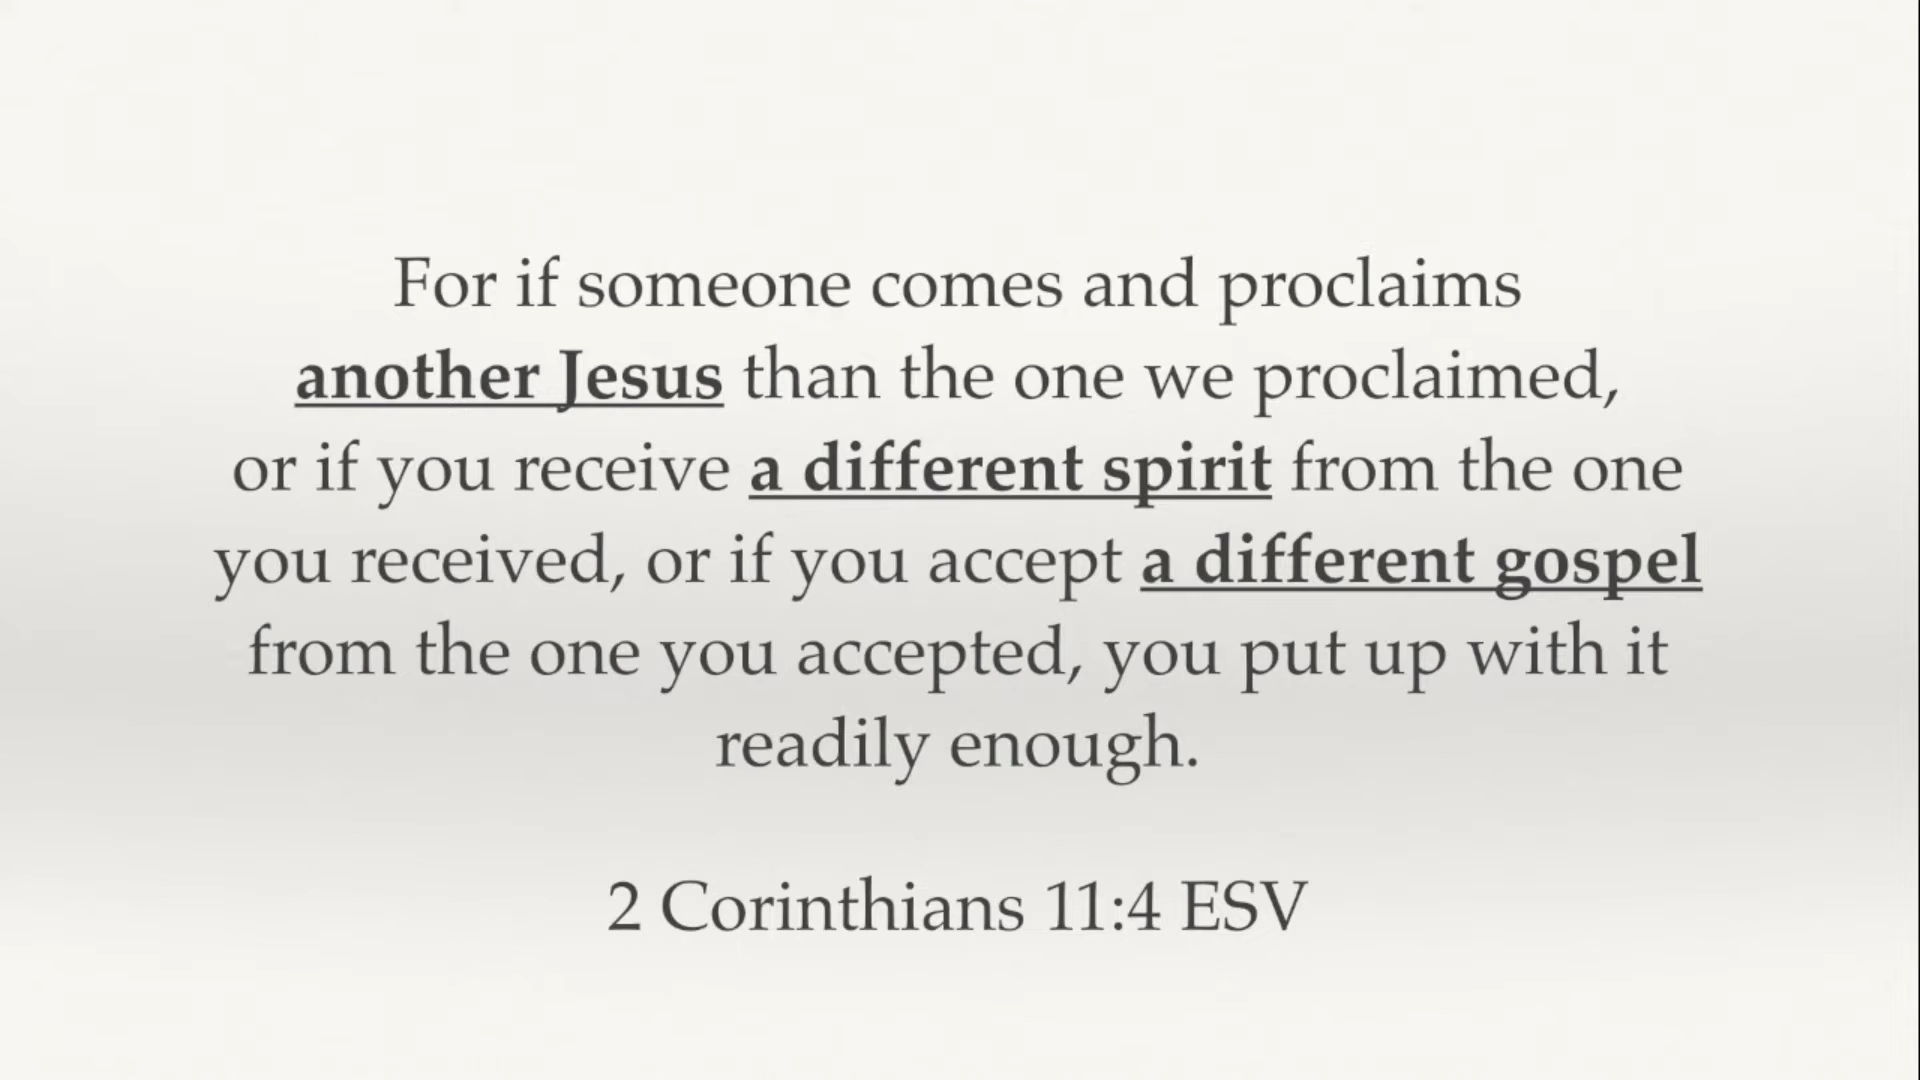 For if someone comes and proclaims
another Jesus than the one we proclaimed,
or if you receive a different spirit from the one
you received, or if you accept a different gospel
from the one you accepted, you put up with it
readily enough.
2 Corinthians 11:4 ESV